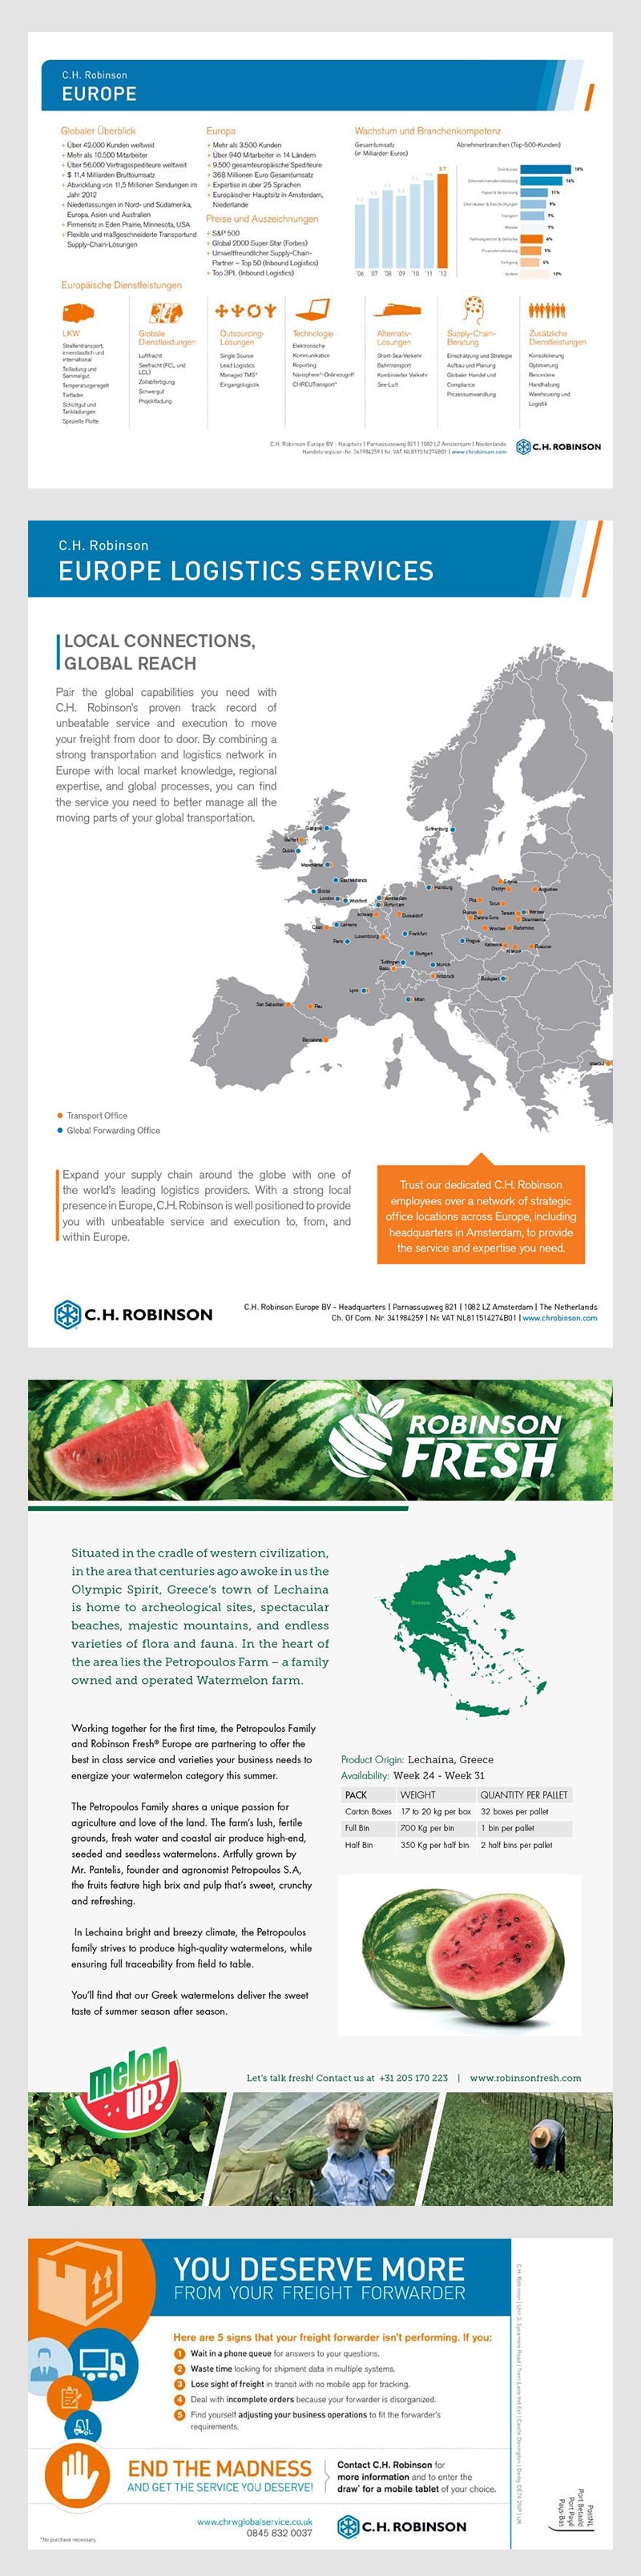 C.H. Robinson
EUROPE
Globaler Überblick
+ Über 42.000 Kunden weltweit
+ Mehr als 10.500 Mitarbeiter
+ Über 56.000 Vertragsspediteure weltweit
+ $ 11,4 Milliarden Bruttoumsatz
+ Abwicklung von 11,5 Millionen Sendungen im
Jahr 2012
+ Niederlassungen in Nord- und Südamerika,
Europa, Asien und Australien
+ Firmensitz in Eden Prairie, Minnesota, USA
+ Flexible und maßgeschneiderte Transportund
Supply-Chain-Lösungen
Europa
+ Mehr als 3.500 Kunden
+ Über 940 Mitarbeiter in 14 Ländern
+ 9.500 gesamteuropäische Spediteure
+ 368 Millionen Euro Gesamtumsatz
+ Expertise in über 25 Sprachen
+ Europäischer Hauptsitz in Amsterdam,
Niederlande
Preise und Auszeichnungen
+ S&P 500
+ Global 2000 Super Star (Forbes)
+ Umweltfreundlicher Supply-Chain-
Partner – Top 50 (Inbound Logistics)
+ Top 3PL (Inbound Logistics)
Wachstum und Branchenkompetenz
Gesamtumsatz
(in Milliarden Euros)
'06 '07 '08 '09 '10 '11 '12
Abnehmerbranchen (Top-500-Kunden)
Europäische Dienstleistungen
LKW
Straßentransport,
innerstaatlich und
international
Teilladung und
Sammelgut
Temperaturgeregelt
Tieflader
Schüttgut und
Tankladungen
Spezielle Flotte
Globale
Dienstleistungen
Luftfracht
Seefracht (FCL und
LCL)
Zollabfertigung
Schwergut
Projektladung
Outsourcing-
Lösungen
Single Source
Lead Logistics
Managed TMS®
Eingangslogistik
Technologie
Elektronische
Kommunikation
Reporting
Navisphere®-Onlinezugriff
CHREUTransport®
Alternativ-
Lösungen
Short-Sea-Verkehr
Bahntransport
Kombinierter Verkehr
See-Luft
Supply-Chain-
Beratung
Einschätzung und Strategie
Aufbau und Planung
Globaler Handel und
Compliance
Prozessumwandlung
Zusätzliche
Dienstleistungen
Konsolidierung
Optimierung
Besondere
Handhabung
Warehousing und
Logistik
C.H. Robinson Europe BV - Hauptsitz | Parnassusweg 821 | 1082 LZ Amsterdam | Niederlande
Handelsregister-Nr. 341984259 | Nr. VAT NL811514274B01 | www.chrobinson.com
C.H. ROBINSON
C.H. Robinson
EUROPE LOGISTICS SERVICES
LOCAL CONNECTIONS,
GLOBAL REACH
Pair the global capabilities you need with
C.H. Robinson's proven track record of
unbeatable service and execution to move
your freight from door to door. By combining a
strong transportation and logistics network in
Europe with local market knowledge, regional
expertise, and global processes, you can find
the service you need to better manage all the
moving parts of your global transportation.
Dublin
Bristol
London
Hamburg
Frankfurt
Stuttgart
Munich
Luxembourg
Paris
Lyon
Milan
Prague
Budapest
San Sebastian
Pau
Barcelona
Transport Office
Global Forwarding Office
Expand your supply chain around the globe with one of
the world's leading logistics providers. With a strong local
presence in Europe, C.H. Robinson is well positioned to provide
you with unbeatable service and execution to, from, and
within Europe.
Trust our dedicated C.H. Robinson
employees over a network of strategic
office locations across Europe, including
headquarters in Amsterdam, to provide
the service and expertise you need.
C.H. ROBINSON
C.H. Robinson Europe BV - Headquarters | Parnassusweg 821 | 1082 LZ Amsterdam | The Netherlands
Ch. Of Com. Nr. 341984259 | Nr. VAT NL811514274B01 | www.chrobinson.com
ROBINSON
FRESH
Situated in the cradle of western civilization,
in the area that centuries ago awoke in us the
Olympic Spirit, Greece's town of Lechaina
is home to archeological sites, spectacular
beaches, majestic mountains, and endless
varieties of flora and fauna. In the heart of
the area lies the Petropoulos Farm – a family
owned and operated Watermelon farm.
Greece
Working together for the first time, the Petropoulos Family
and Robinson Fresh® Europe are partnering to offer the
best in class service and varieties your business needs to
energize your watermelon category this summer.
The Petropoulos Family shares a unique passion for
agriculture and love of the land. The farm's lush, fertile
grounds, fresh water and coastal air produce high-end,
seeded and seedless watermelons. Artfully grown by
Mr. Pantelis, founder and agronomist Petropoulos S.A,
the fruits feature high brix and pulp that's sweet, crunchy
and refreshing.
In Lechaina bright and breezy climate, the Petropoulos
family strives to produce high-quality watermelons, while
ensuring full traceability from field to table.
You'll find that our Greek watermelons deliver the sweet
taste of summer season after season.
Product Origin: Lechaina, Greece
Availability: Week 24 - Week 31
PACK WEIGHT QUANTITY PER PALLET
Carton Boxes 17 to 20 kg per box 32 boxes per pallet
Full Bin 700 Kg per bin 1 bin per pallet
Half Bin 350 Kg per half bin 2 half bins per pallet
melon
UP!
Let's talk fresh! Contact us at +31 205 170 223 | www.robinsonfresh.com
YOU DESERVE MORE
FROM YOUR FREIGHT FORWARDER
Here are 5 signs that your freight forwarder isn't performing. If you:
1 Wait in a phone queue for answers to your questions.
2 Waste time looking for shipment data in multiple systems.
3 Lose sight of freight in transit with no mobile app for tracking.
4 Deal with incomplete orders because your forwarder is disorganized.
5 Find yourself adjusting your business operations to fit the forwarder's
requirements.
END THE MADNESS
AND GET THE SERVICE YOU DESERVE!
Contact C.H. Robinson for
more information and to enter the
draw* for a mobile tablet of your choice.
www.chrwglobalservice.co.uk
0845 832 0037
C.H. ROBINSON
*No purchase necessary.
PostNL
Port Betaald
Port Payé
Pays-Bas